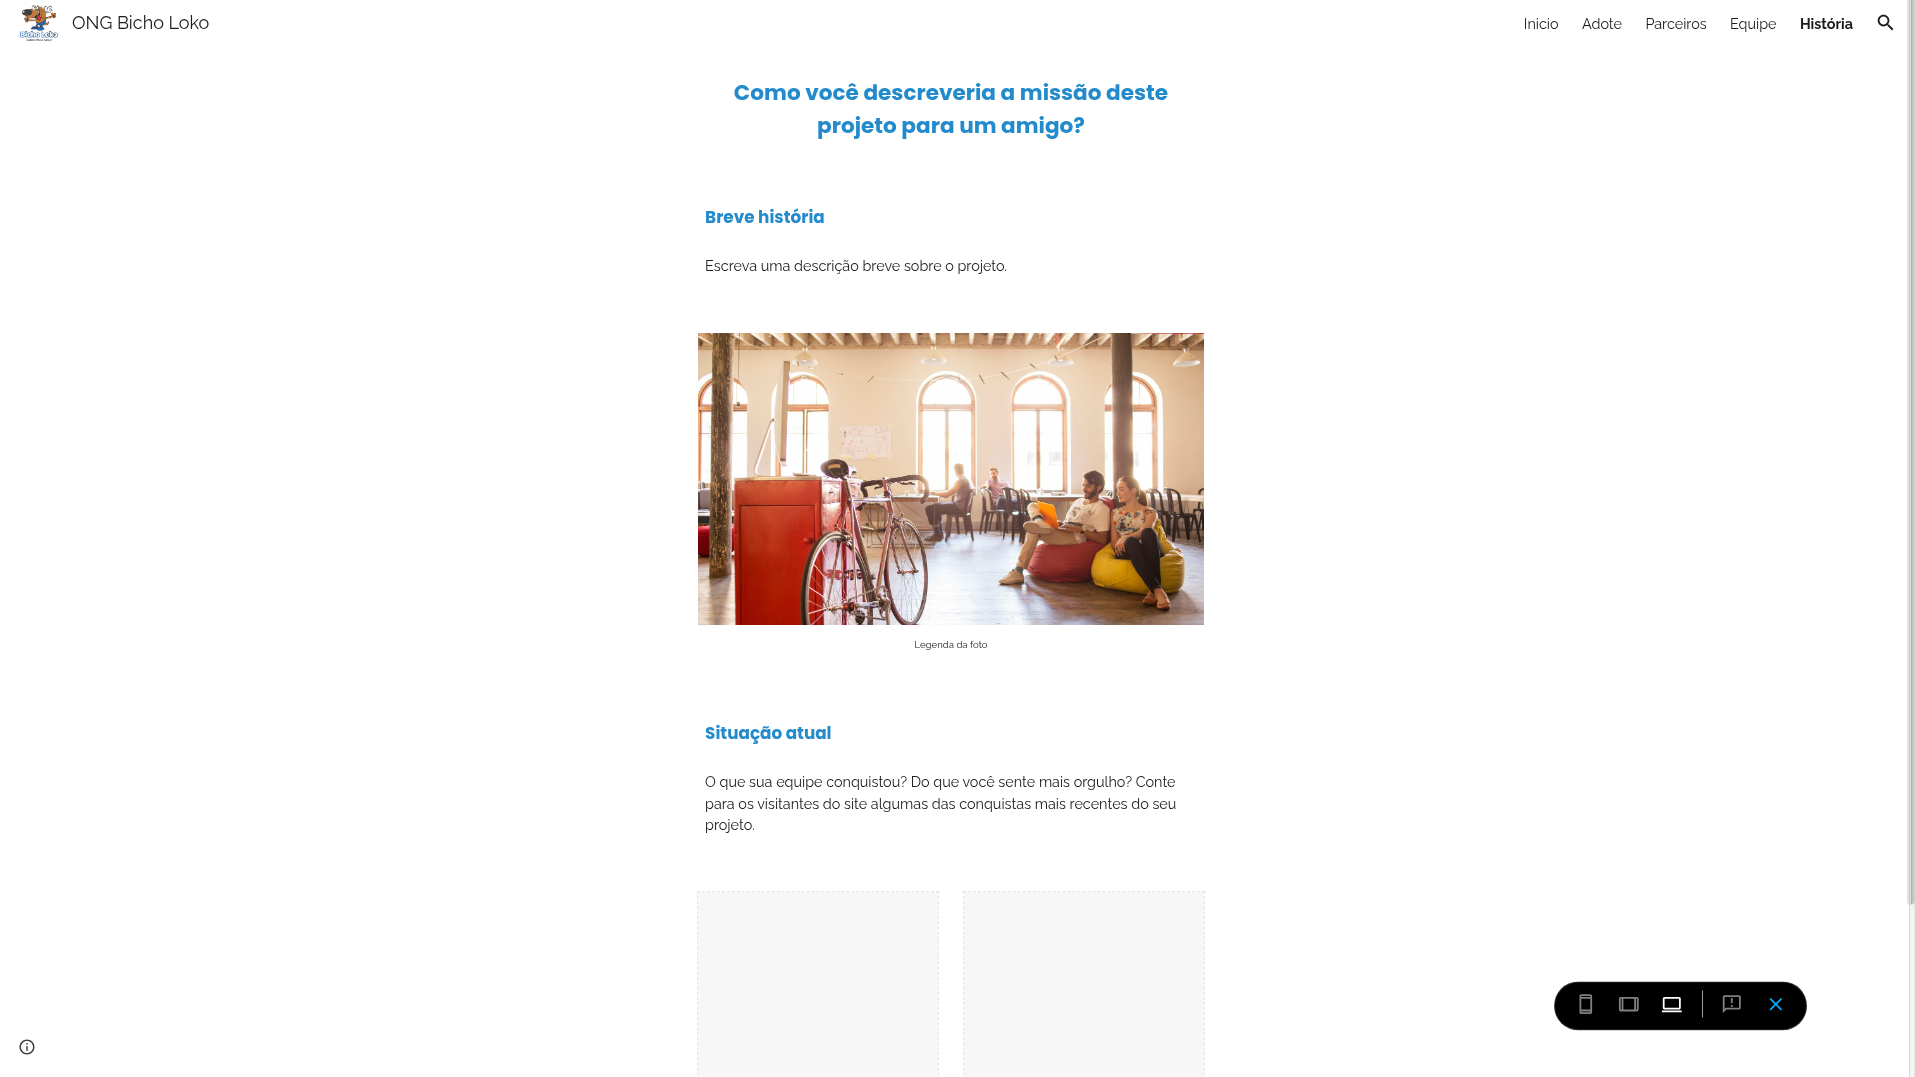 Bicho Loko
ONG Bicho Loko
Inicio
Adote
Parceiros
Equipe
História
Como você descreveria a missão deste
projeto para um amigo?
Breve história
Escreva uma descrição breve sobre o projeto.
Legenda da foto
Situação atual
O que sua equipe conquistou? Do que você sente mais orgulho? Conte
para os visitantes do site algumas das conquistas mais recentes do seu
projeto.